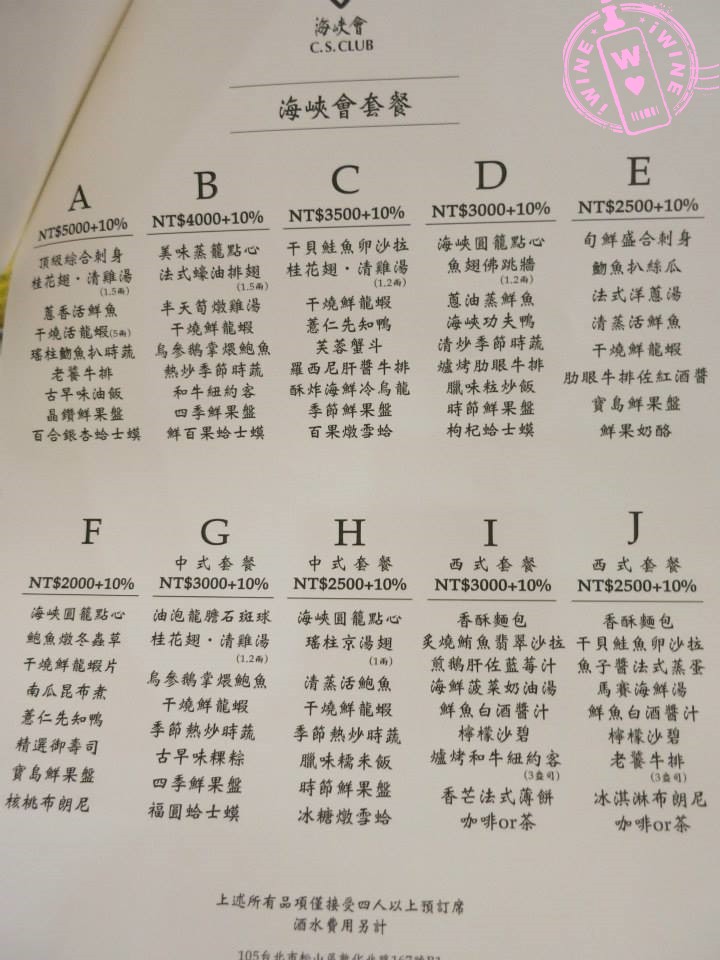 海峽會
C.S.CLUB
iWINE
iWINE
W
海峽會套餐
A
NT$5000+10%
頂級綜合刺身
桂花翅·清雞湯
(1.5兩)
蔥香活鮮魚
干燒活龍蝦(5兩)
瑤柱魩魚扒時蔬
老饕牛排
古早味油飯
晶鑽鮮果盤
百合銀杏蛤士蟆
B
NT$4000+10%
美味蒸籠點心
法式蠔油排翅
(1.5兩)
半天筍燉雞湯
干燒鮮龍蝦
烏參鵝掌煨鮑魚
熱炒季節時蔬
和牛紐約客
四季鮮果盤
鮮百果蛤士蟆
C
NT$3500+10%
干貝鮭魚卵沙拉
桂花翅·清雞湯
(1.2兩)
干燒鮮龍蝦
薏仁先知鴨
芙蓉蟹斗
羅西尼肝醬牛排
酥炸海鮮冷烏龍
季節鮮果盤
百果燉雪蛤
D
NT$3000+10%
海峽圓籠點心
魚翅佛跳牆
(1.2兩)
蔥油蒸鮮魚
海峽功夫鴨
清炒季節時蔬
爐烤肋眼牛排
臘味粒炒飯
時節鮮果盤
枸杞蛤士蟆
E
NT$2500+10%
旬鮮盛合刺身
魩魚扒絲瓜
法式洋蔥湯
清蒸活鮮魚
干燒鮮龍蝦
肋眼牛排佐紅酒醬
寶島鮮果盤
鮮果奶酪
F
NT$2000+10%
海峽圓籠點心
鮑魚燉冬蟲草
干燒鮮龍蝦片
南瓜昆布煮
薏仁先知鴨
精選御壽司
寶島鮮果盤
核桃布朗尼
G
中式套餐
NT$3000+10%
油泡龍膽石斑球
桂花翅·清雞湯
(1.2兩)
烏參鵝掌煨鮑魚
干燒鮮龍蝦
季節熱炒時蔬
古早味粿粽
四季鮮果盤
福圓蛤士蟆
H
中式套餐
NT$2500+10%
海峽圓籠點心
瑤柱京湯翅
(1兩)
清蒸活鮑魚
干燒鮮龍蝦
季節熱炒時蔬
臘味糯米飯
時節鮮果盤
冰糖燉雪蛤
I
西式套餐
NT$3000+10%
香酥麵包
炙燒鮪魚翡翠沙拉
煎鵝肝佐藍莓汁
海鮮菠菜奶油湯
鮮魚白酒醬汁
檸檬沙碧
爐烤和牛紐約客
(3盎司)
香芒法式薄餅
咖啡or茶
J
西式套餐
NT$2500+10%
香酥麵包
干貝鮭魚卵沙拉
魚子醬法式蒸蛋
馬賽海鮮湯
鮮魚白酒醬汁
檸檬沙碧
老饕牛排
(3盎司)
冰淇淋布朗尼
咖啡or茶
上述所有品項僅接受四人以上預訂席
酒水費用另計
105台北市松山區敦化北路167號B1